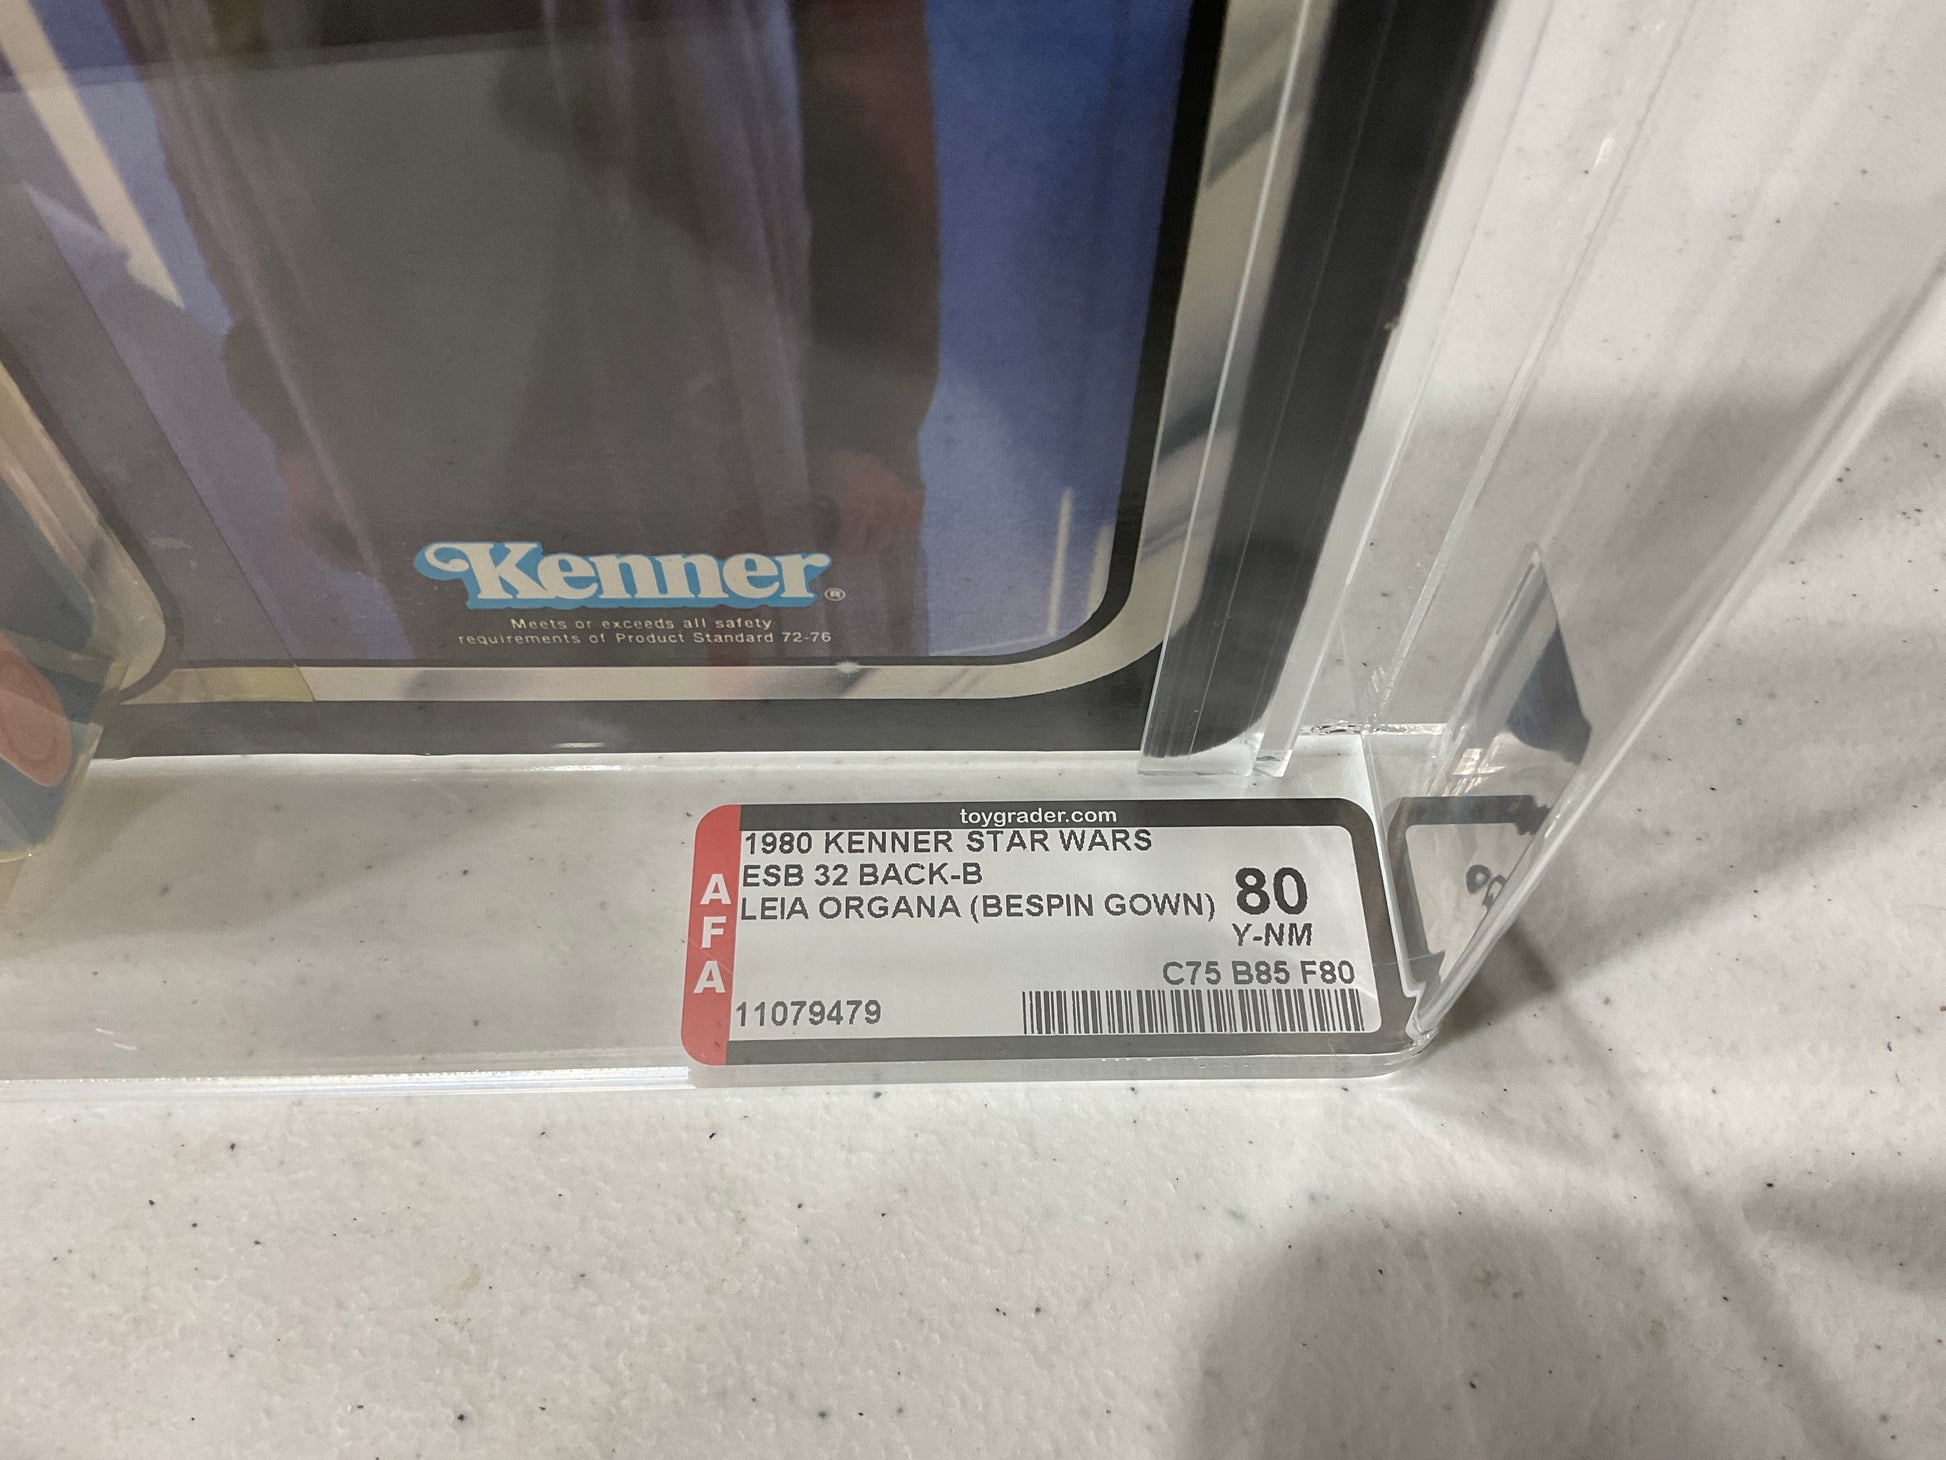 Kenner®
Meets or exceeds all safety
requirements of Product Standard 72-76
toygrader.com
AFA
1980 KENNER STAR WARS
ESB 32 BACK-B
LEIA ORGANA (BESPIN GOWN)
80
Y-NM
C75 B85 F80
11079479